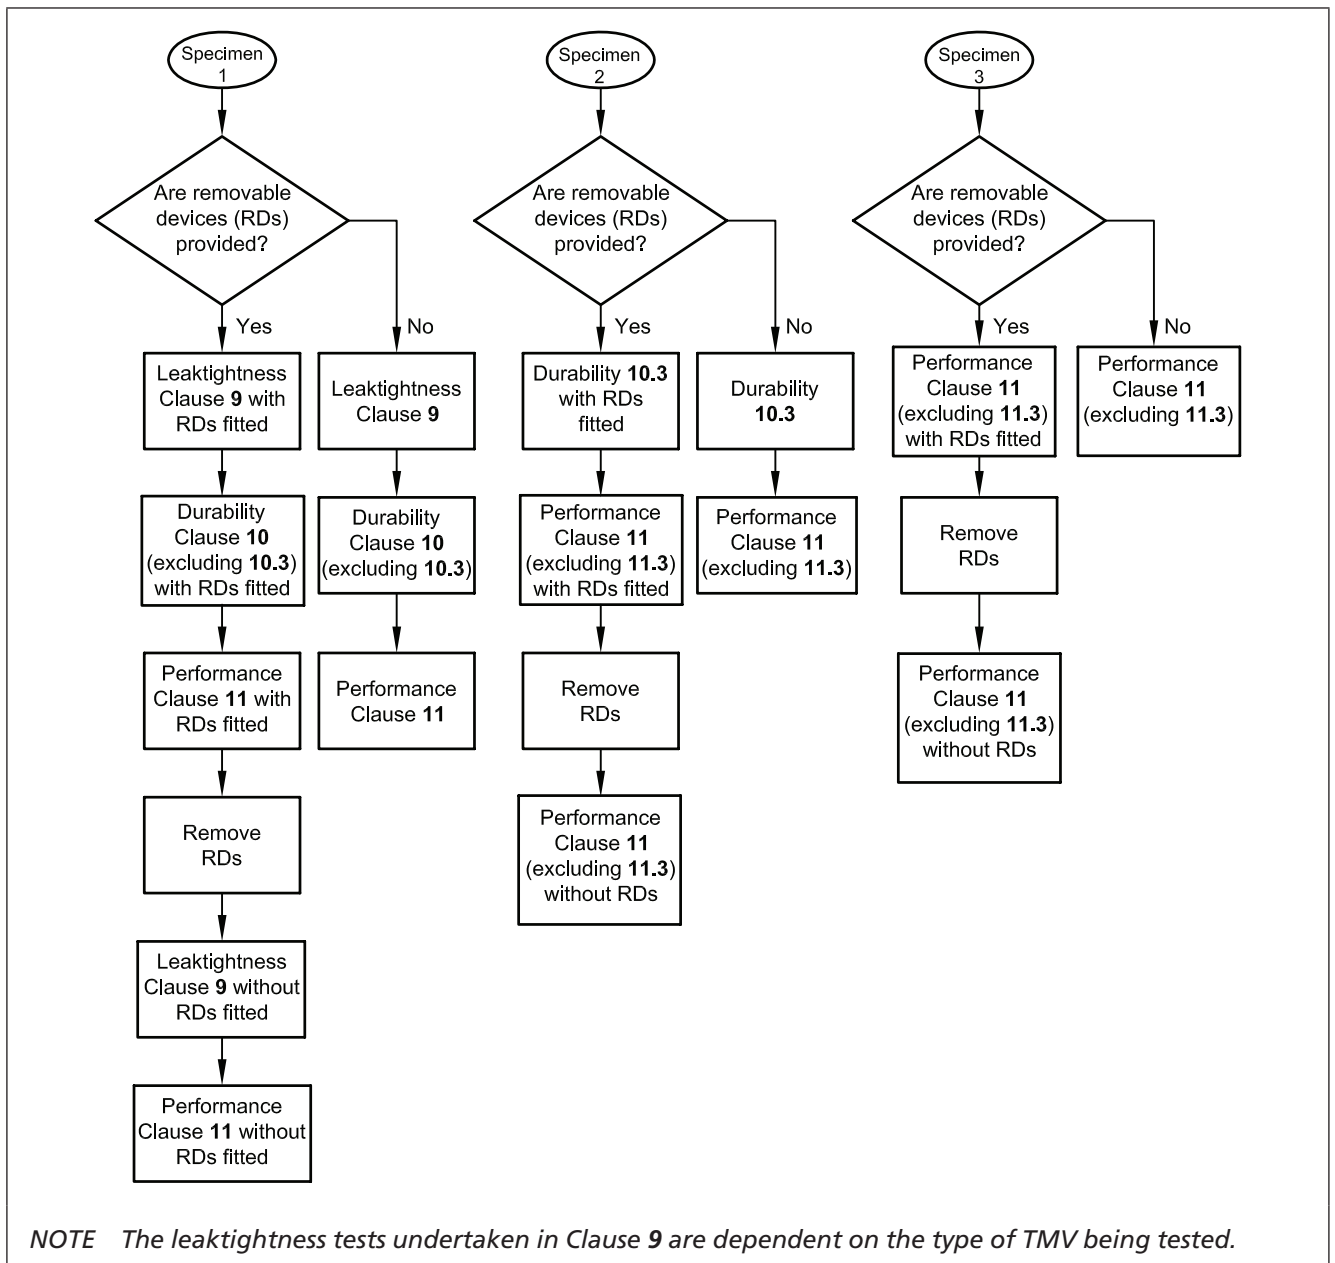 Specimen
1
Are removable
devices (RDs)
provided?
Yes
No
Leaktightness
Clause 9 with
RDs fitted
Leaktightness
Clause 9
Durability
Clause 10
(excluding 10.3)
with RDs fitted
Durability
Clause 10
(excluding 10.3)
Performance
Clause 11 with
RDs fitted
Performance
Clause 11
Remove
RDs
Leaktightness
Clause 9 without
RDs fitted
Performance
Clause 11 without
RDs fitted
Specimen
2
Are removable
devices (RDs)
provided?
Yes
No
Durability 10.3
with RDs
fitted
Durability
10.3
Performance
Clause 11
(excluding 11.3)
with RDs fitted
Performance
Clause 11
(excluding 11.3)
Remove
RDs
Performance
Clause 11
(excluding 11.3)
without RDs
Specimen
3
Are removable
devices (RDs)
provided?
Yes
No
Performance
Clause 11
(excluding 11.3)
with RDs fitted
Performance
Clause 11
(excluding 11.3)
Remove
RDs
Performance
Clause 11
(excluding 11.3)
without RDs
NOTE The leaktightness tests undertaken in Clause 9 are dependent on the type of TMV being tested.